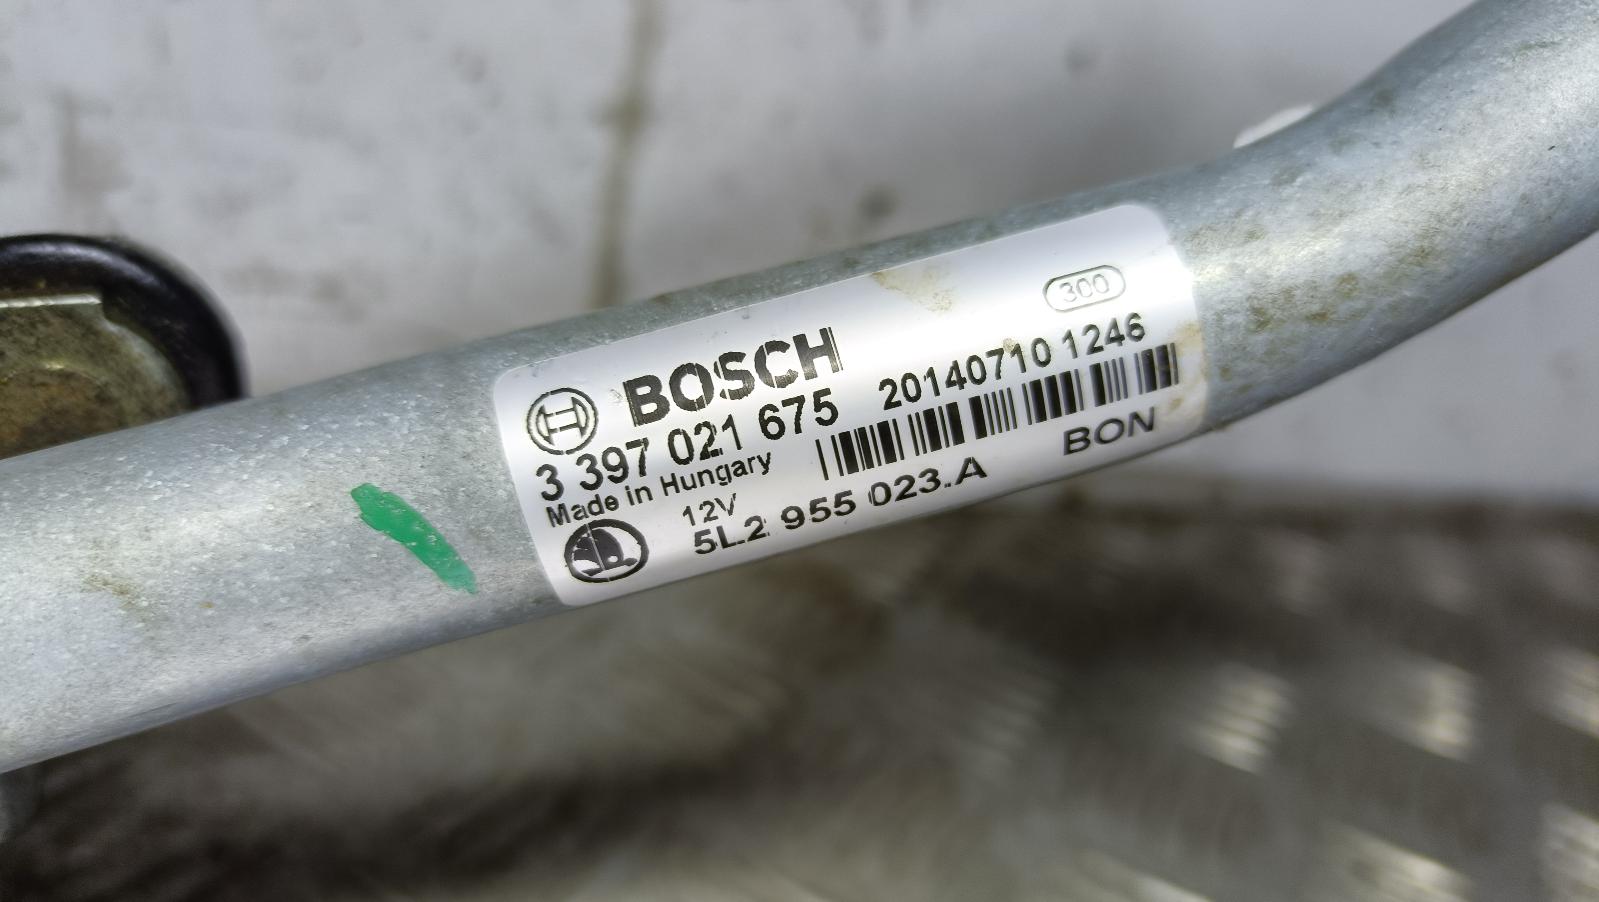 300
BOSCH
3 397 021 675 20140710 1246
Made in Hungary
12V BON
5L2 955 023.A